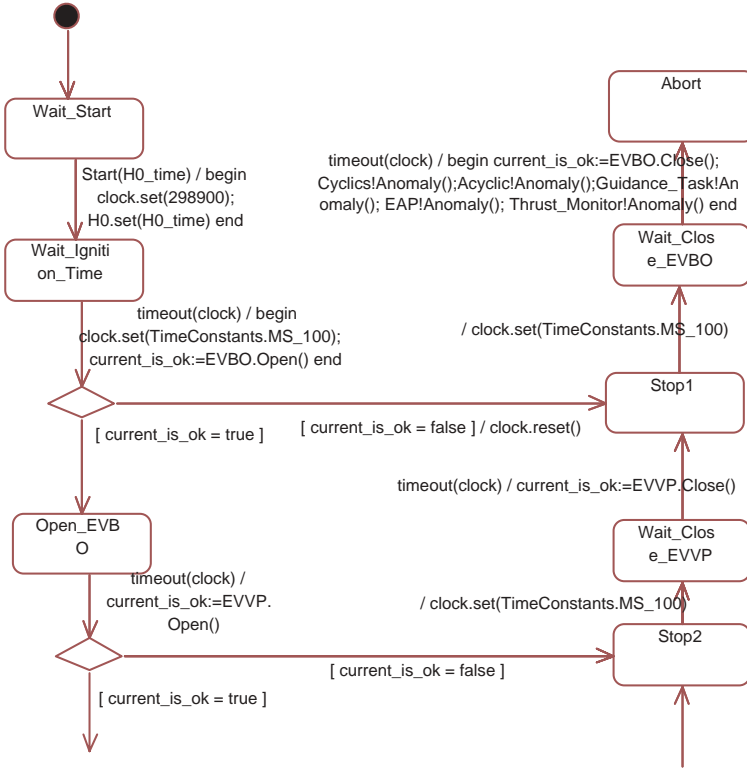 Wait_Start
Abort
Start(H0_time) / begin
clock.set(298900);
H0.set(H0_time) end
timeout(clock) / begin current_is_ok:=EVBO.Close();
Cyclics!Anomaly();Acyclic!Anomaly();Guidance_Task!An
omaly(); EAP!Anomaly(); Thrust_Monitor!Anomaly() end
Wait_Igniti
on_Time
Wait_Clos
e_EVBO
timeout(clock) / begin
clock.set(TimeConstants.MS_100);
current_is_ok:=EVBO.Open() end
/ clock.set(TimeConstants.MS_100)
Stop1
[ current_is_ok = true ]
[ current_is_ok = false ] / clock.reset()
timeout(clock) / current_is_ok:=EVVP.Close()
Open_EVB
O
Wait_Clos
e_EVVP
timeout(clock) /
current_is_ok:=EVVP.
Open()
/ clock.set(TimeConstants.MS_100)
Stop2
[ current_is_ok = false ]
[ current_is_ok = true ]